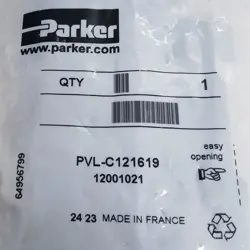 Parker
www.parker.com
QTY 1
64956799
PVL-C121619
12001021
easy
opening
24 23 MADE IN FRANCE